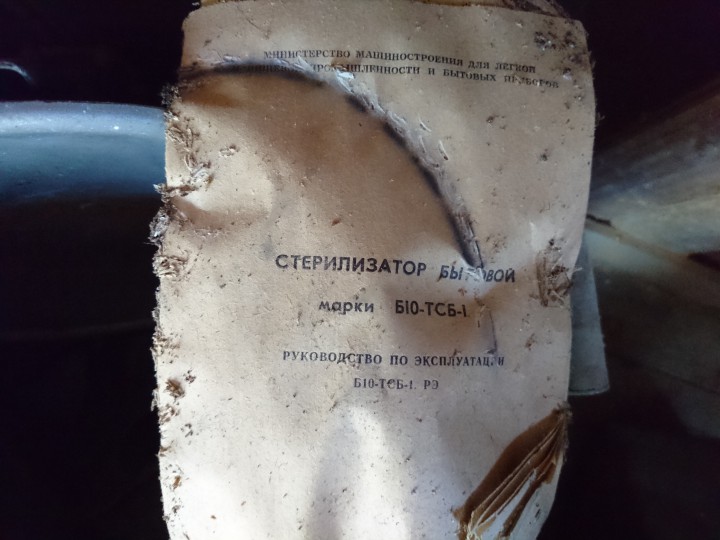 МИНИСТЕРСТВО МАШИНОСТРОЕНИЯ ДЛЯ ЛЕГКОЙ
ПРОМЫШЛЕННОСТИ И БЫТОВЫХ ПРИБОРОВ
СТЕРИЛИЗАТОР БЫТОВОЙ
марки Б10-ТСБ-1
РУКОВОДСТВО ПО ЭКСПЛУАТАЦИИ
Б10-ТСБ-1. РЭ